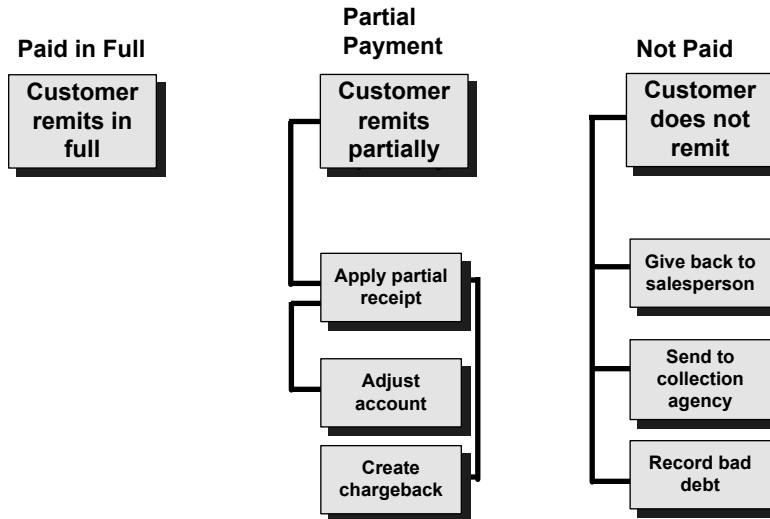 Paid in Full
Customer
remits in
full
Partial
Payment
Customer
remits
partially
Apply partial
receipt
Adjust
account
Create
chargeback
Not Paid
Customer
does not
remit
Give back to
salesperson
Send to
collection
agency
Record bad
debt